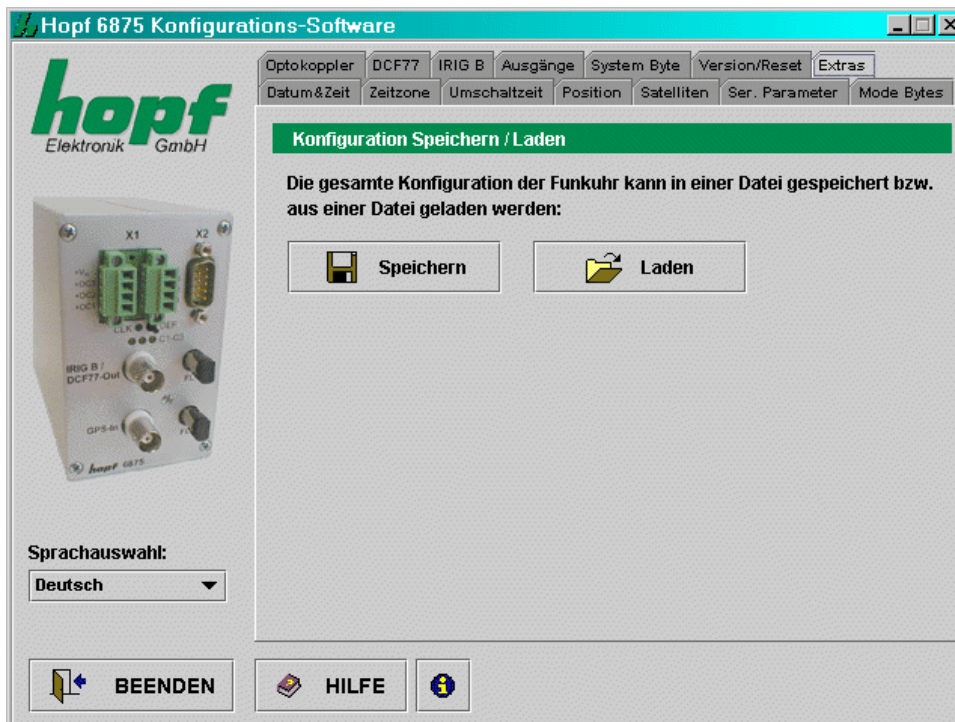 Hopf 6875 Konfigurations-Software
hopf
Elektronik GmbH
Optokoppler DCF77 IRIG B Ausgänge System Byte Version/Reset Extras
Datum&Zeit Zeitzone Umschaltzeit Position Satelliten Ser. Parameter Mode Bytes
Konfiguration Speichern / Laden
Die gesamte Konfiguration der Funkuhr kann in einer Datei gespeichert bzw.
aus einer Datei geladen werden:
Speichern Laden
X1 X2
CLK
C1-C3
IRIG B /
DCF77-Out
GPS-In
hopf 6875
Sprachauswahl:
Deutsch
BEENDEN HILFE